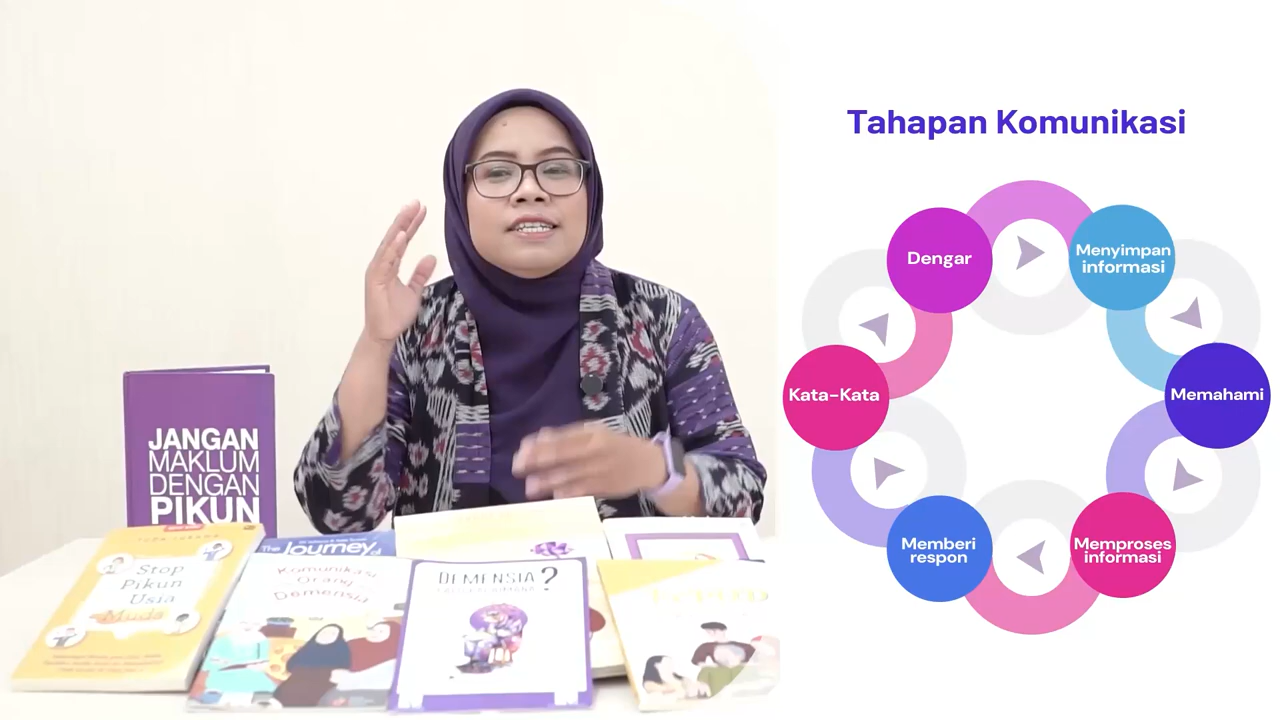 Tahapan Komunikasi
Dengar
Menyimpan
informasi
Memahami
Memproses
informasi
Memberi
respon
Kata-Kata
JANGAN
MAKLUM
DENGAN
PIKUN
Stop
Pikun
Usia
Muda
The Journey of
Komunikasi
Orang
Demensia
DEMENSIA?